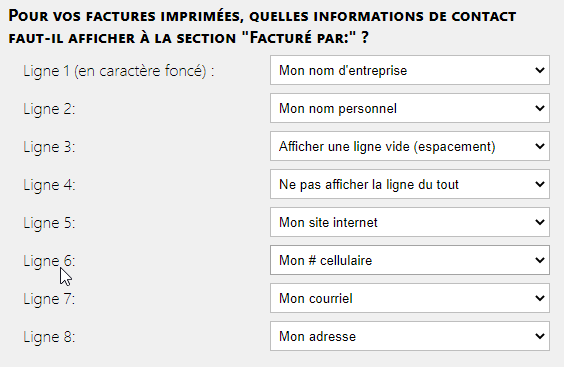 Pour vos factures imprimées, quelles informations de contact
faut-il afficher à la section "Facturé par:" ?
Ligne 1 (en caractère foncé) : Mon nom d'entreprise
Ligne 2: Mon nom personnel
Ligne 3: Afficher une ligne vide (espacement)
Ligne 4: Ne pas afficher la ligne du tout
Ligne 5: Mon site internet
Ligne 6: Mon # cellulaire
Ligne 7: Mon courriel
Ligne 8: Mon adresse